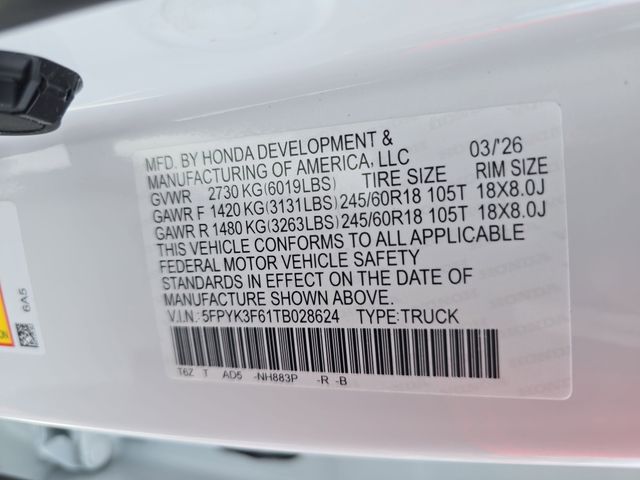 MFD. BY HONDA DEVELOPMENT &
MANUFACTURING OF AMERICA, LLC 03/'26
GVWR 2730 KG(6019LBS) TIRE SIZE RIM SIZE
GAWR F 1420 KG(3131LBS) 245/60R18 105T 18X8.0J
GAWR R 1480 KG(3263LBS) 245/60R18 105T 18X8.0J
THIS VEHICLE CONFORMS TO ALL APPLICABLE
FEDERAL MOTOR VEHICLE SAFETY
STANDARDS IN EFFECT ON THE DATE OF
MANUFACTURE SHOWN ABOVE.
V.I.N.: 5FPYK3F61TB028624 TYPE:TRUCK
T6Z T AD5 -NH883P -R -B
6A5